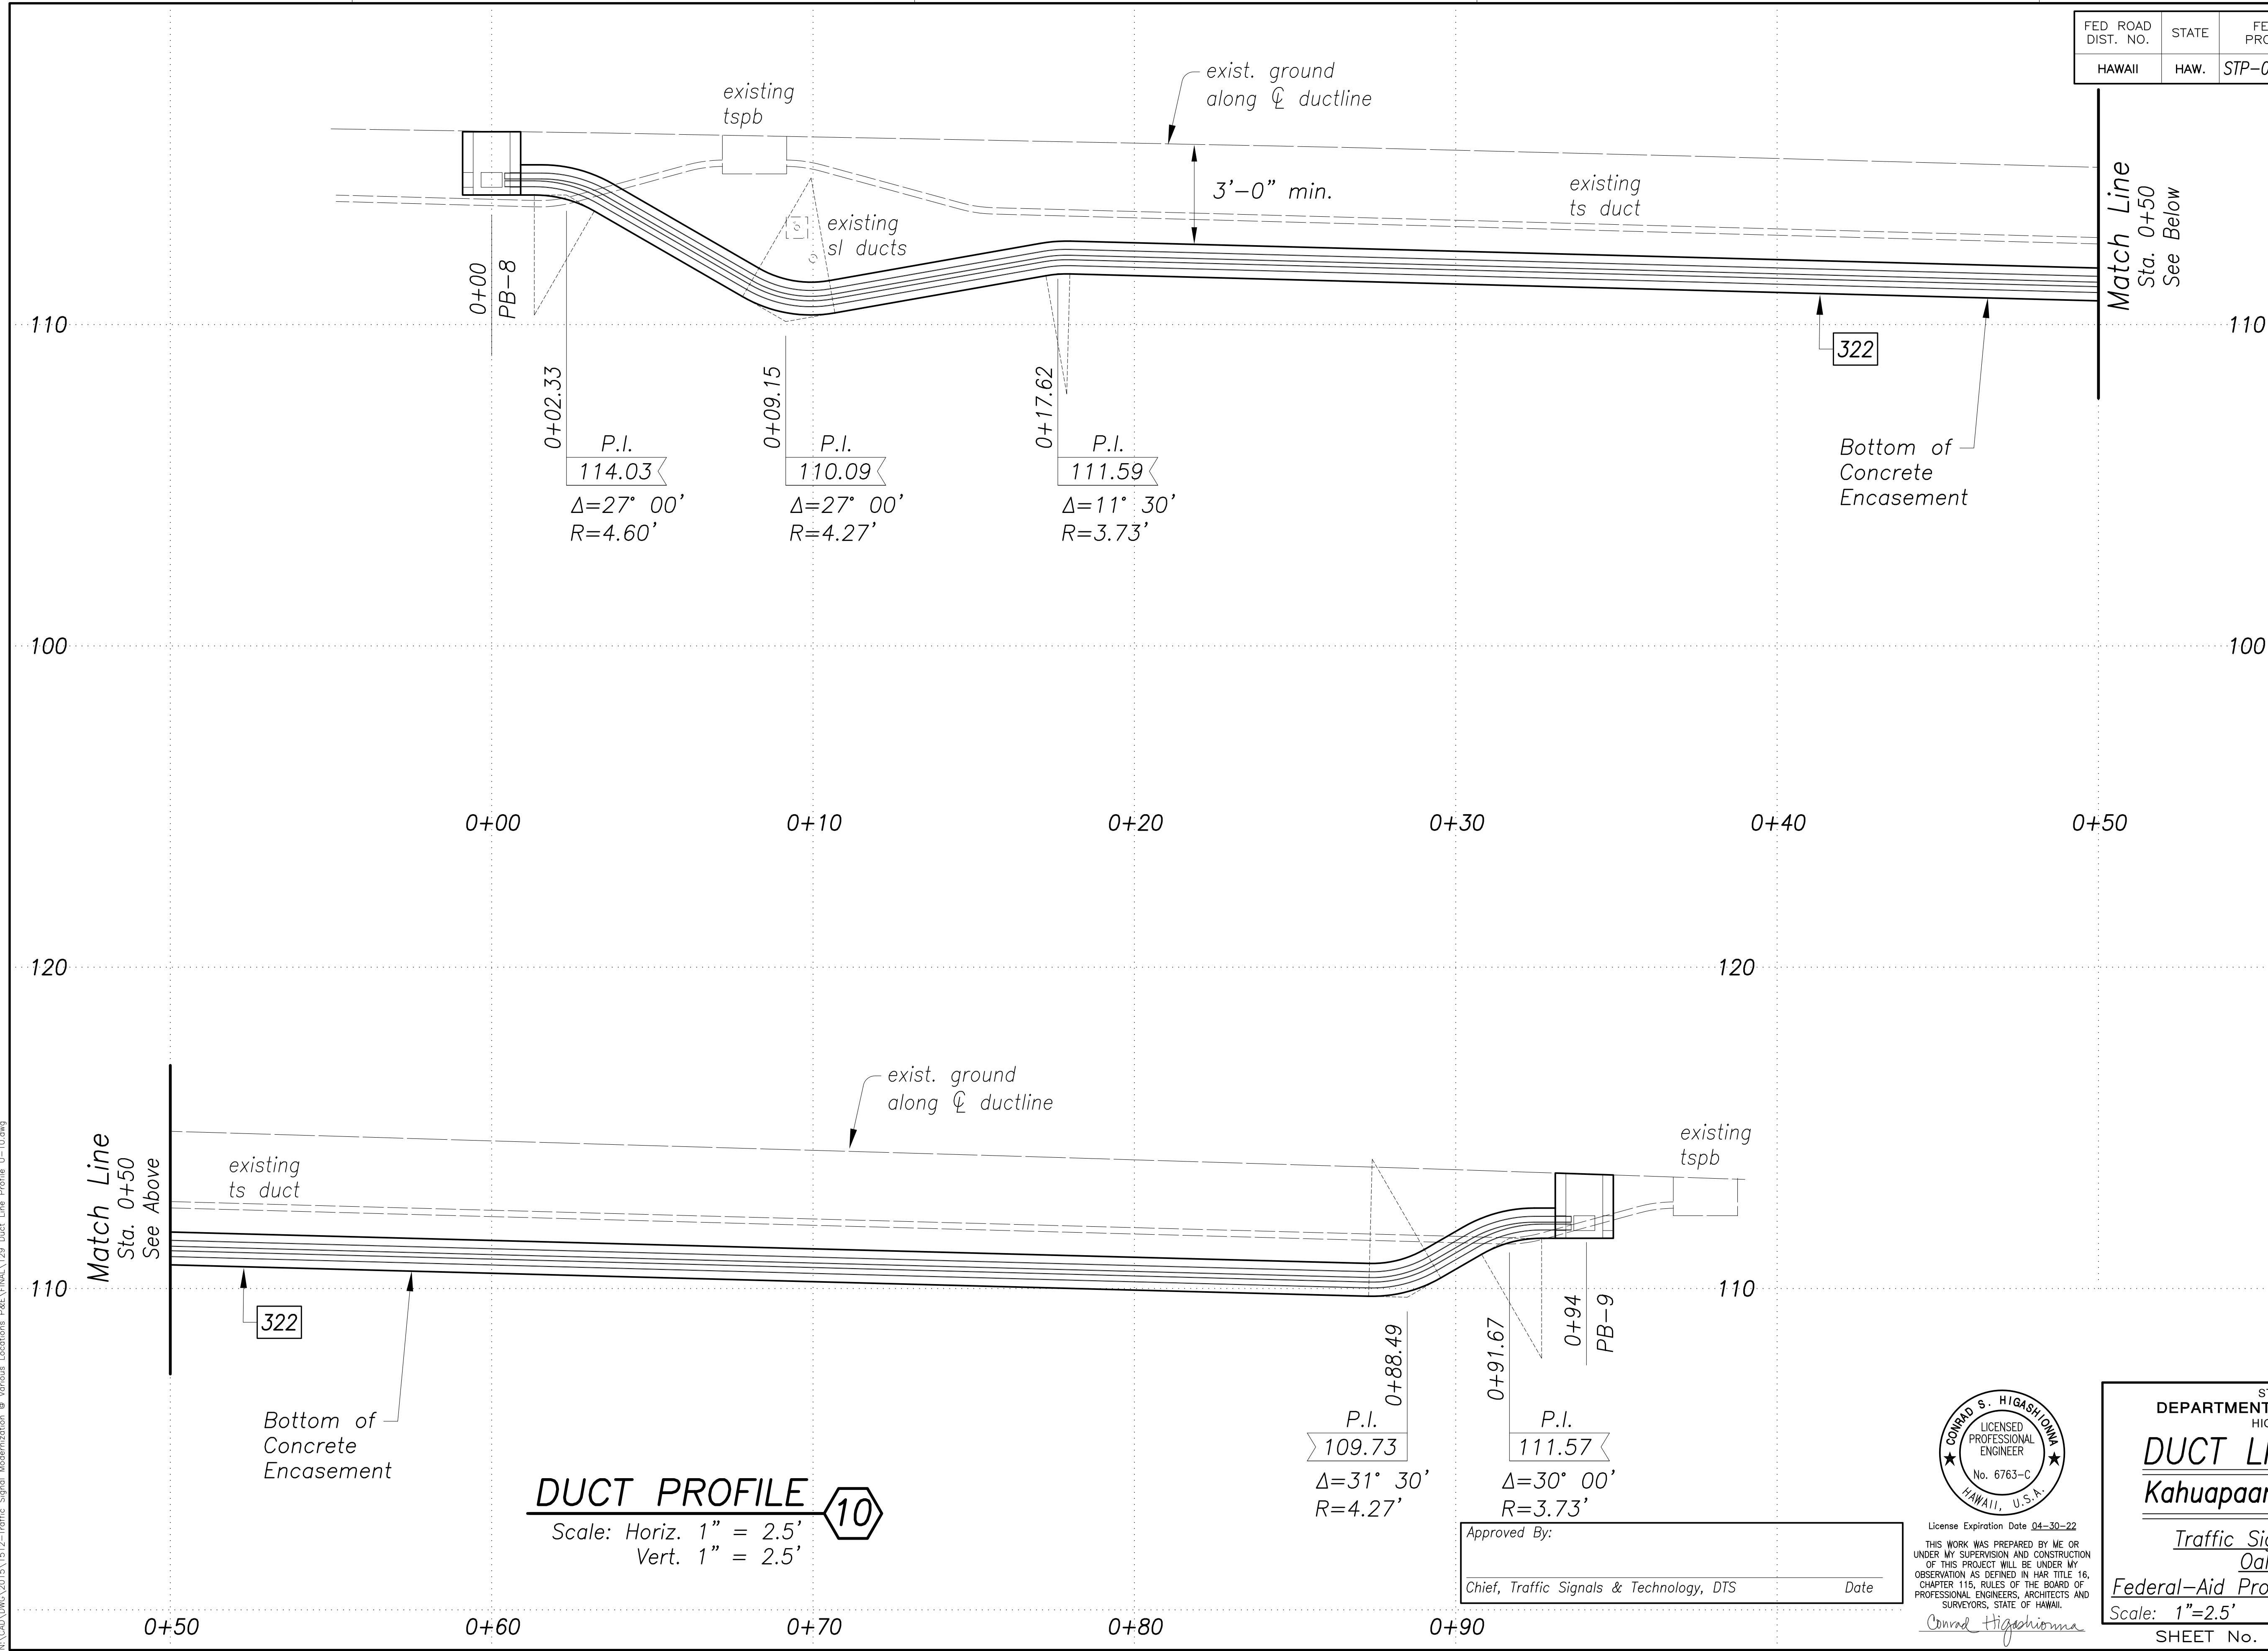 FED ROAD
DIST. NO.
STATE
HAWAII
HAW.
existing
tspb
exist. ground
along ℄ ductline
3'-0" min.
existing
ts duct
existing
sl ducts
Match Line
Sta. 0+50
See Below
0+00
PB-8
110
110
322
0+02.33
P.I.
114.03
Δ=27° 00'
R=4.60'
0+09.15
P.I.
110.09
Δ=27° 00'
R=4.27'
0+17.62
P.I.
111.59
Δ=11° 30'
R=3.73'
Bottom of
Concrete
Encasement
100
100
0+00
0+10
0+20
0+30
0+40
0+50
120
120
exist. ground
along ℄ ductline
Match Line
Sta. 0+50
See Above
existing
ts duct
existing
tspb
110
110
322
Bottom of
Concrete
Encasement
0+88.49
P.I.
109.73
Δ=31° 30'
R=4.27'
0+91.67
P.I.
111.57
Δ=30° 00'
R=3.73'
0+94
PB-9
DUCT PROFILE
10
Scale: Horiz. 1" = 2.5'
Vert. 1" = 2.5'
Approved By:
Chief, Traffic Signals & Technology, DTS
Date
0+50
0+60
0+70
0+80
0+90
CONRAD S. HIGASHIONNA
LICENSED
PROFESSIONAL
ENGINEER
No. 6763-C
HAWAII, U.S.A.
License Expiration Date 04-30-22
THIS WORK WAS PREPARED BY ME OR
UNDER MY SUPERVISION AND CONSTRUCTION
OF THIS PROJECT WILL BE UNDER MY
OBSERVATION AS DEFINED IN HAR TITLE 16,
CHAPTER 115, RULES OF THE BOARD OF
PROFESSIONAL ENGINEERS, ARCHITECTS AND
SURVEYORS, STATE OF HAWAII.
Conrad Higashionna
DEPARTMENT
DUCT
Traffic
Federal-Aid
Scale: 1"=2.5'
SHEET No.